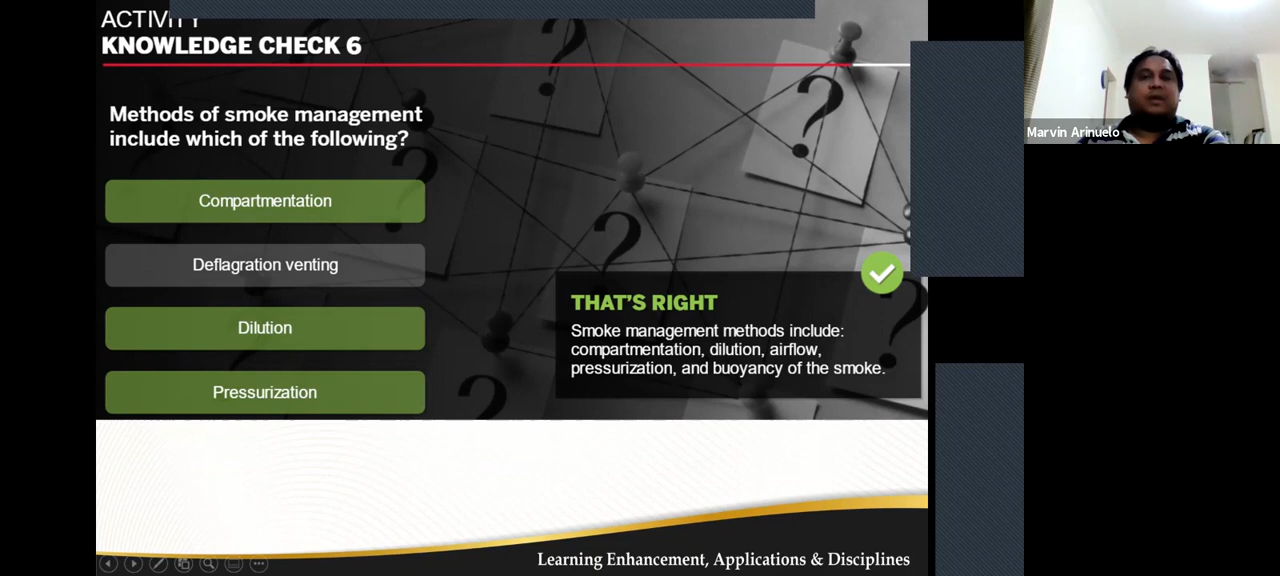 ACTIVITY
KNOWLEDGE CHECK 6
Methods of smoke management
include which of the following?
Compartmentation
Deflagration venting
Dilution
Pressurization
THAT'S RIGHT
Smoke management methods include:
compartmentation, dilution, airflow,
pressurization, and buoyancy of the smoke.
Learning Enhancement, Applications & Disciplines
Marvin Arinuelo